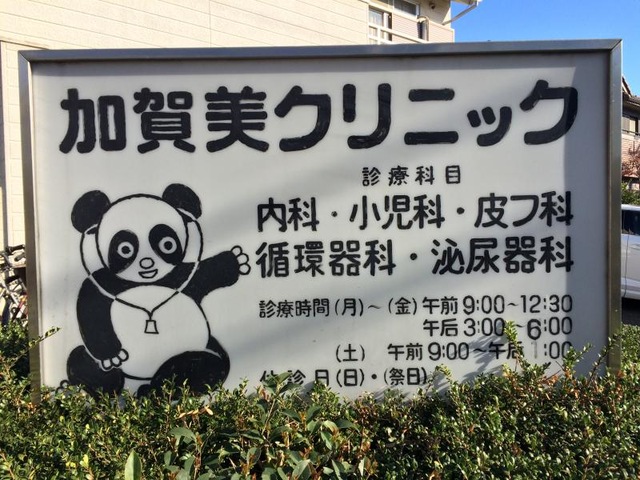 加賀美クリニック
診療科目
内科・小児科・皮フ科
循環器科・泌尿器科
診療時間(月)～(金)午前9:00～12:30
午后3:00～6:00
(土) 午前9:00～午后1:00
休診日(日)・(祭日)